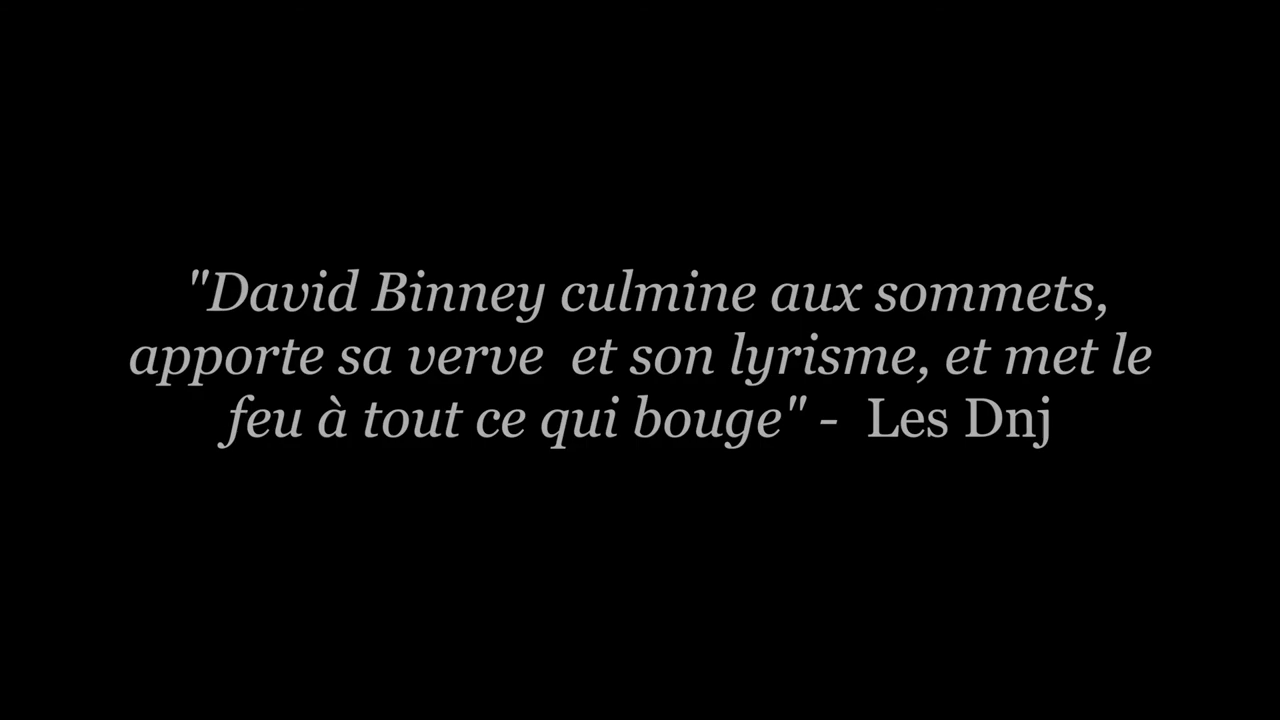 "David Binney culmine aux sommets,
apporte sa verve  et son lyrisme, et met le
feu à tout ce qui bouge" -  Les Dnj